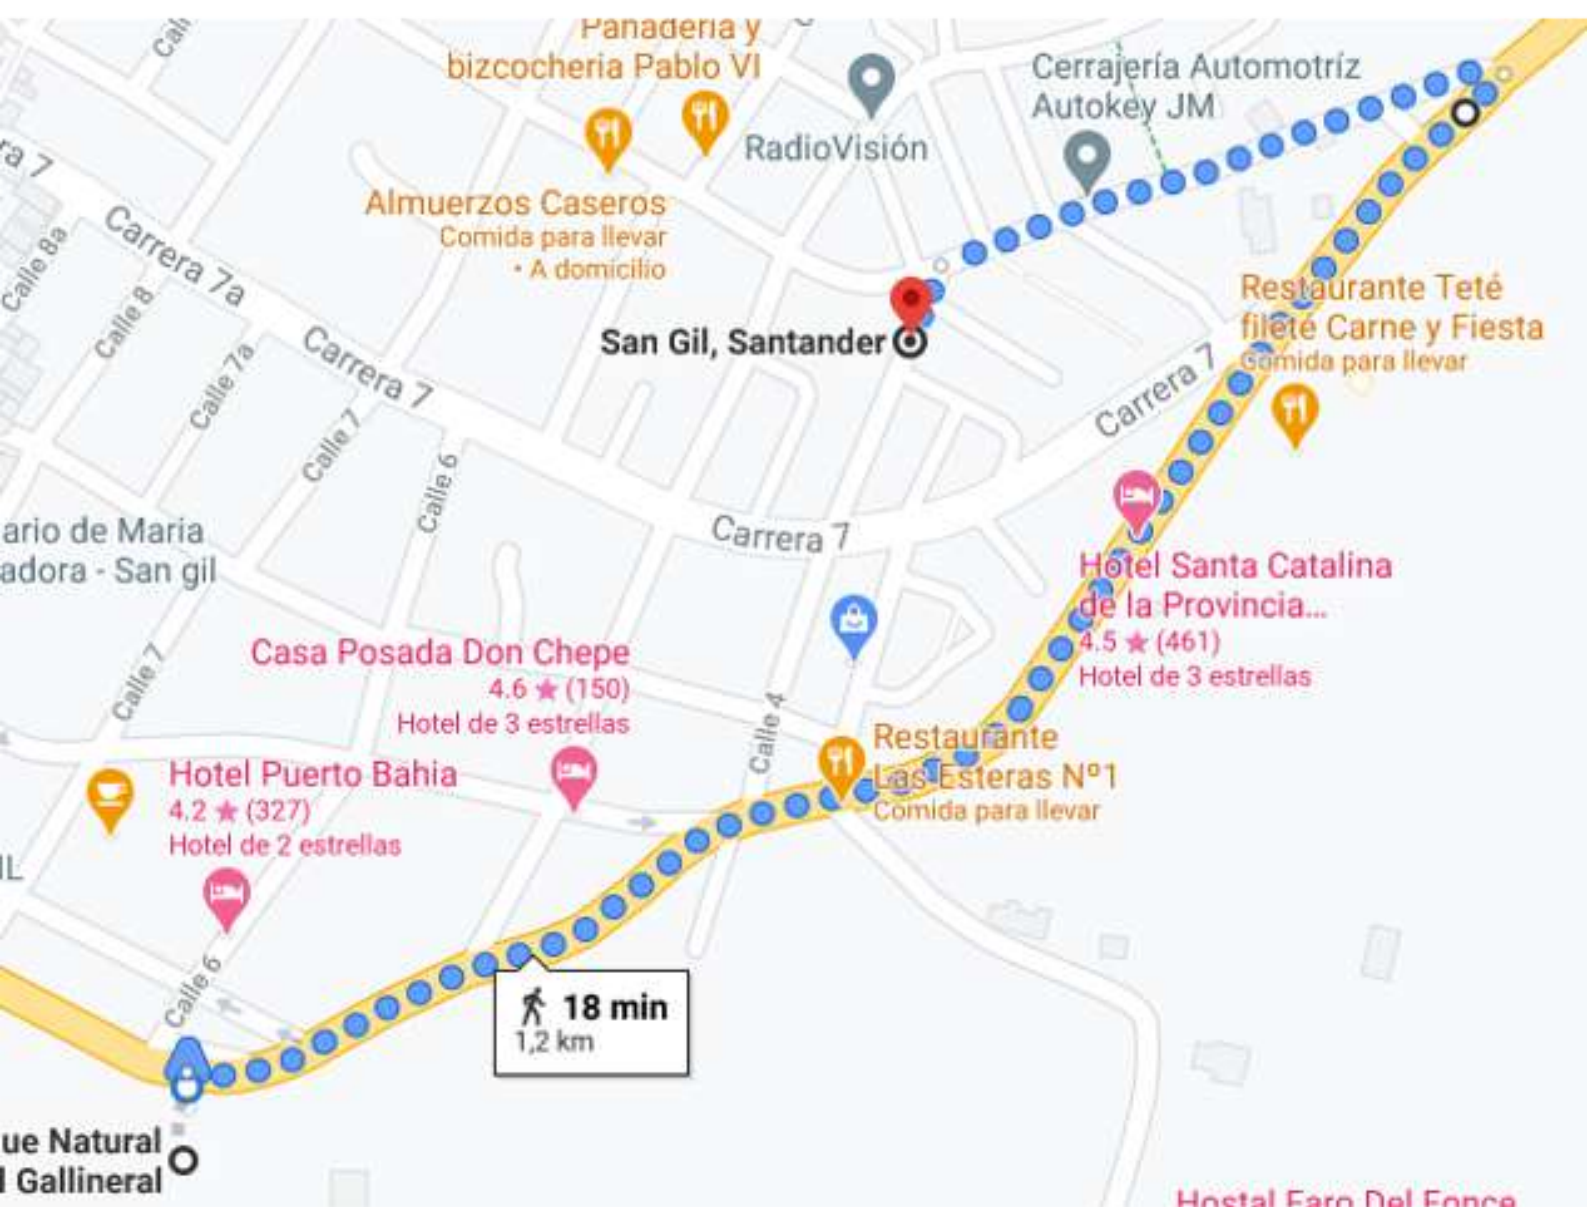 Panadería y
bizcocheria Pablo VI
Cerrajería Automotríz
Autokey JM
RadioVisión
ra 7
Almuerzos Caseros
Comida para llevar
• A domicilio
Calle 8a
Carrera 7a
Calle 8
Restaurante Teté
filete Carne y Fiesta
Comida para llevar
San Gil, Santander
Carrera 7
Calle 7a
Carrera 7
Calle 7
Calle 6
Carrera 7
ario de Maria
adora - San gil
Hotel Santa Catalina
de la Provincia...
4.5 ★ (461)
Hotel de 3 estrellas
Casa Posada Don Chepe
4.6 ★ (150)
Hotel de 3 estrellas
Calle 7
Calle 4
Restaurante
Las Esteras Nº1
Comida para llevar
Hotel Puerto Bahia
4.2 ★ (327)
Hotel de 2 estrellas
IL
Calle 6
18 min
1,2 km
ue Natural
l Gallineral
Hostal Faro Del Fonce